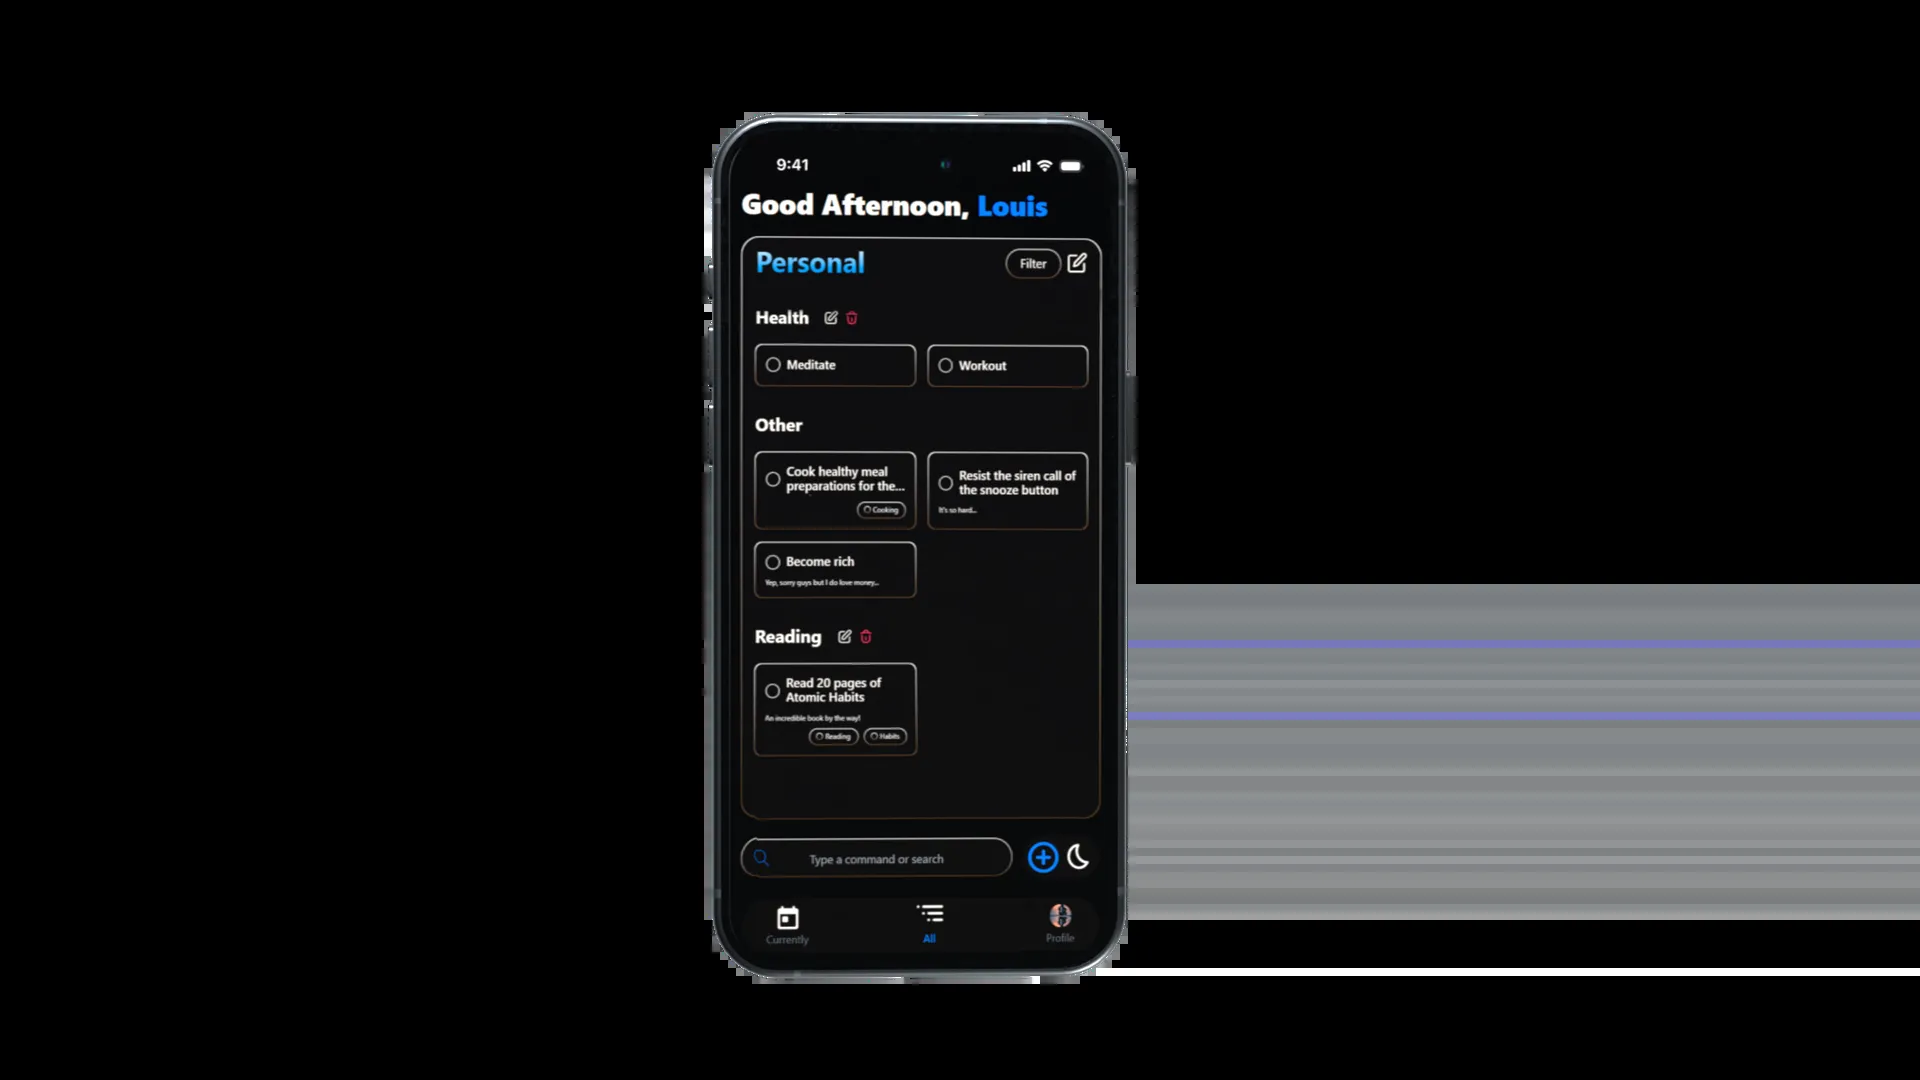 9:41
Good Afternoon, Louis
Personal
Filter
Health
Meditate
Workout
Other
Cook healthy meal
preparations for the...
Cooking
Resist the siren call of
the snooze button
It's so hard...
Become rich
Yep, sorry guys but I do love money...
Reading
Read 20 pages of
Atomic Habits
An incredible book by the way!
Reading
Habits
Type a command or search
Currently
All
Profile